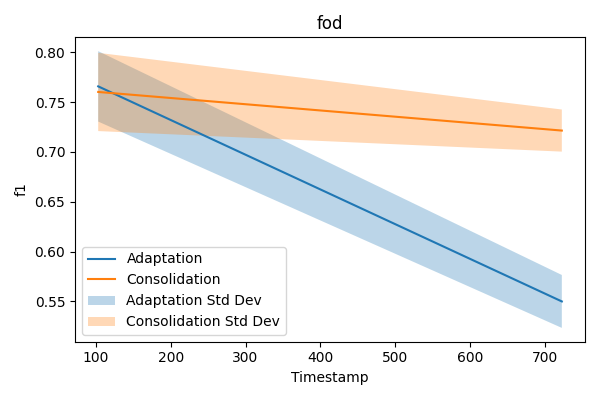 fod
f1
0.80
0.75
0.70
0.65
0.60
0.55
Adaptation
Consolidation
Adaptation Std Dev
Consolidation Std Dev
100 200 300 400 500 600 700
Timestamp